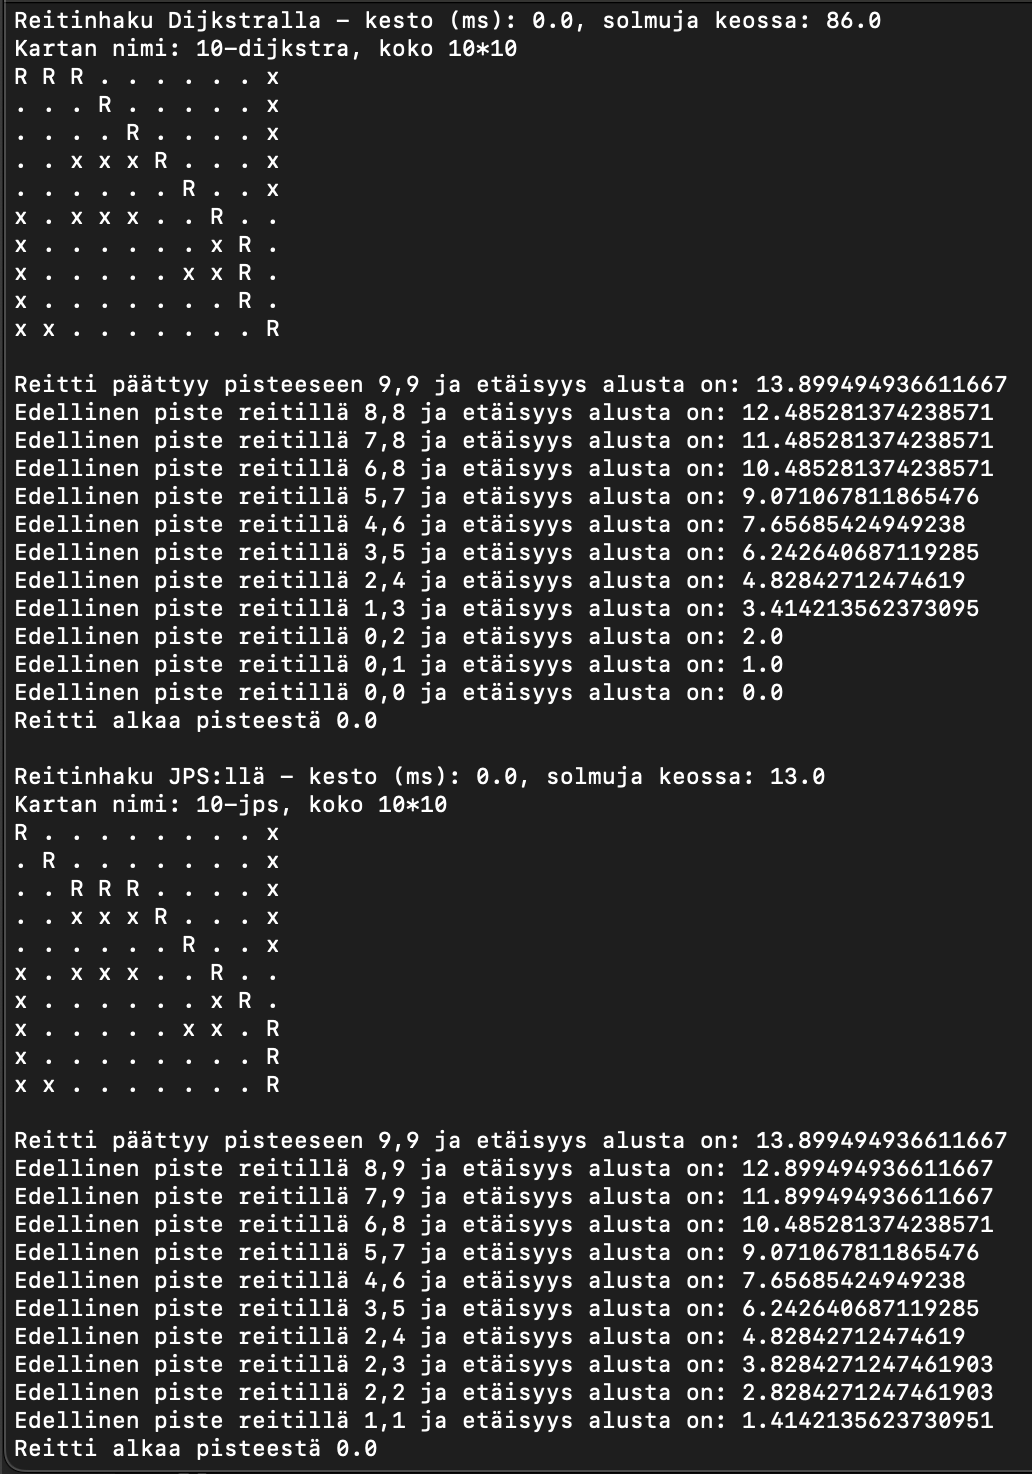 Reitinhaku Dijkstralla – kesto (ms): 0.0, solmuja keossa: 86.0
Kartan nimi: 10-dijkstra, koko 10*10
R R R . . . . . . x
. . . R . . . . . x
. . . . R . . . . x
. . x x x R . . . x
. . . . . . R . . x
x . x x x . . R . .
x . . . . . . x R .
x . . . . . x x R .
x . . . . . . . R .
x x . . . . . . . R
Reitti päättyy pisteeseen 9,9 ja etäisyys alusta on: 13.899494936611667
Edellinen piste reitillä 8,8 ja etäisyys alusta on: 12.485281374238571
Edellinen piste reitillä 7,8 ja etäisyys alusta on: 11.485281374238571
Edellinen piste reitillä 6,8 ja etäisyys alusta on: 10.485281374238571
Edellinen piste reitillä 5,7 ja etäisyys alusta on: 9.071067811865476
Edellinen piste reitillä 4,6 ja etäisyys alusta on: 7.65685424949238
Edellinen piste reitillä 3,5 ja etäisyys alusta on: 6.242640687119285
Edellinen piste reitillä 2,4 ja etäisyys alusta on: 4.82842712474619
Edellinen piste reitillä 1,3 ja etäisyys alusta on: 3.414213562373095
Edellinen piste reitillä 0,2 ja etäisyys alusta on: 2.0
Edellinen piste reitillä 0,1 ja etäisyys alusta on: 1.0
Edellinen piste reitillä 0,0 ja etäisyys alusta on: 0.0
Reitti alkaa pisteestä 0.0
Reitinhaku JPS:llä – kesto (ms): 0.0, solmuja keossa: 13.0
Kartan nimi: 10-jps, koko 10*10
R . . . . . . . . x
. R . . . . . . . x
. . R R R . . . . x
. . x x x R . . . x
. . . . . . R . . x
x . x x x . . R . .
x . . . . . . x R .
x . . . . . x x . R
x . . . . . . . . R
x x . . . . . . . R
Reitti päättyy pisteeseen 9,9 ja etäisyys alusta on: 13.899494936611667
Edellinen piste reitillä 8,9 ja etäisyys alusta on: 12.899494936611667
Edellinen piste reitillä 7,9 ja etäisyys alusta on: 11.899494936611667
Edellinen piste reitillä 6,8 ja etäisyys alusta on: 10.485281374238571
Edellinen piste reitillä 5,7 ja etäisyys alusta on: 9.071067811865476
Edellinen piste reitillä 4,6 ja etäisyys alusta on: 7.65685424949238
Edellinen piste reitillä 3,5 ja etäisyys alusta on: 6.242640687119285
Edellinen piste reitillä 2,4 ja etäisyys alusta on: 4.82842712474619
Edellinen piste reitillä 2,3 ja etäisyys alusta on: 3.8284271247461903
Edellinen piste reitillä 2,2 ja etäisyys alusta on: 2.8284271247461903
Edellinen piste reitillä 1,1 ja etäisyys alusta on: 1.4142135623730951
Reitti alkaa pisteestä 0.0